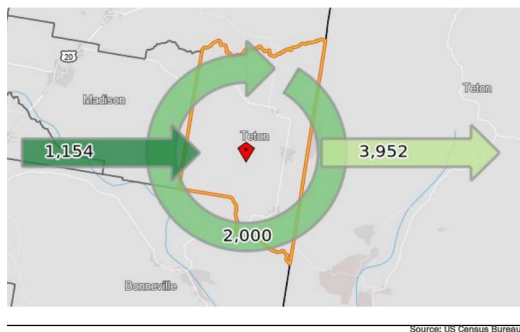 20
Madison
Teton
Teton
1,154
3,952
2,000
Bonneville
Source: US Census Bureau